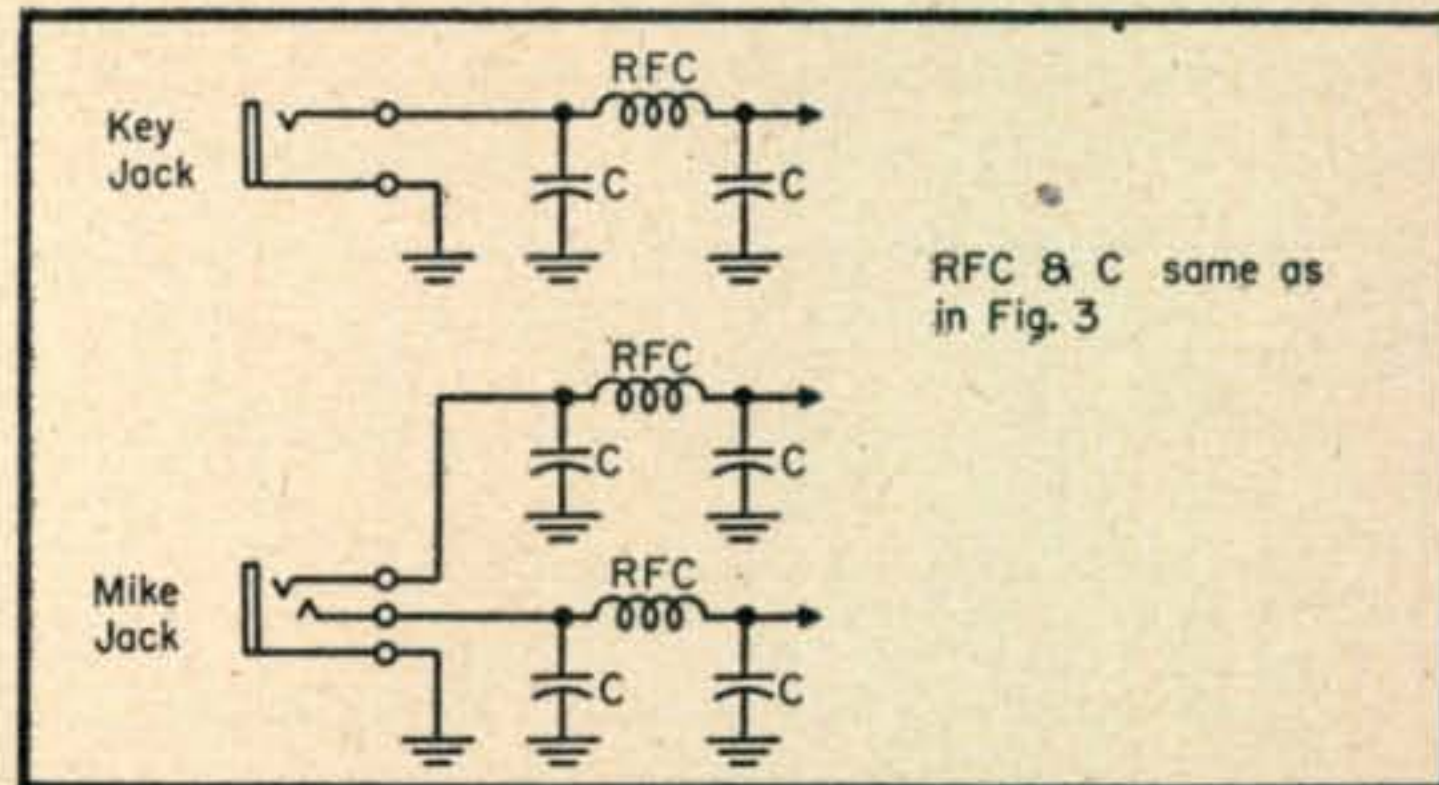 RFC
Key
Jack
C
C
RFC & C same as
in Fig. 3
RFC
C
C
Mike
Jack
RFC
C
C